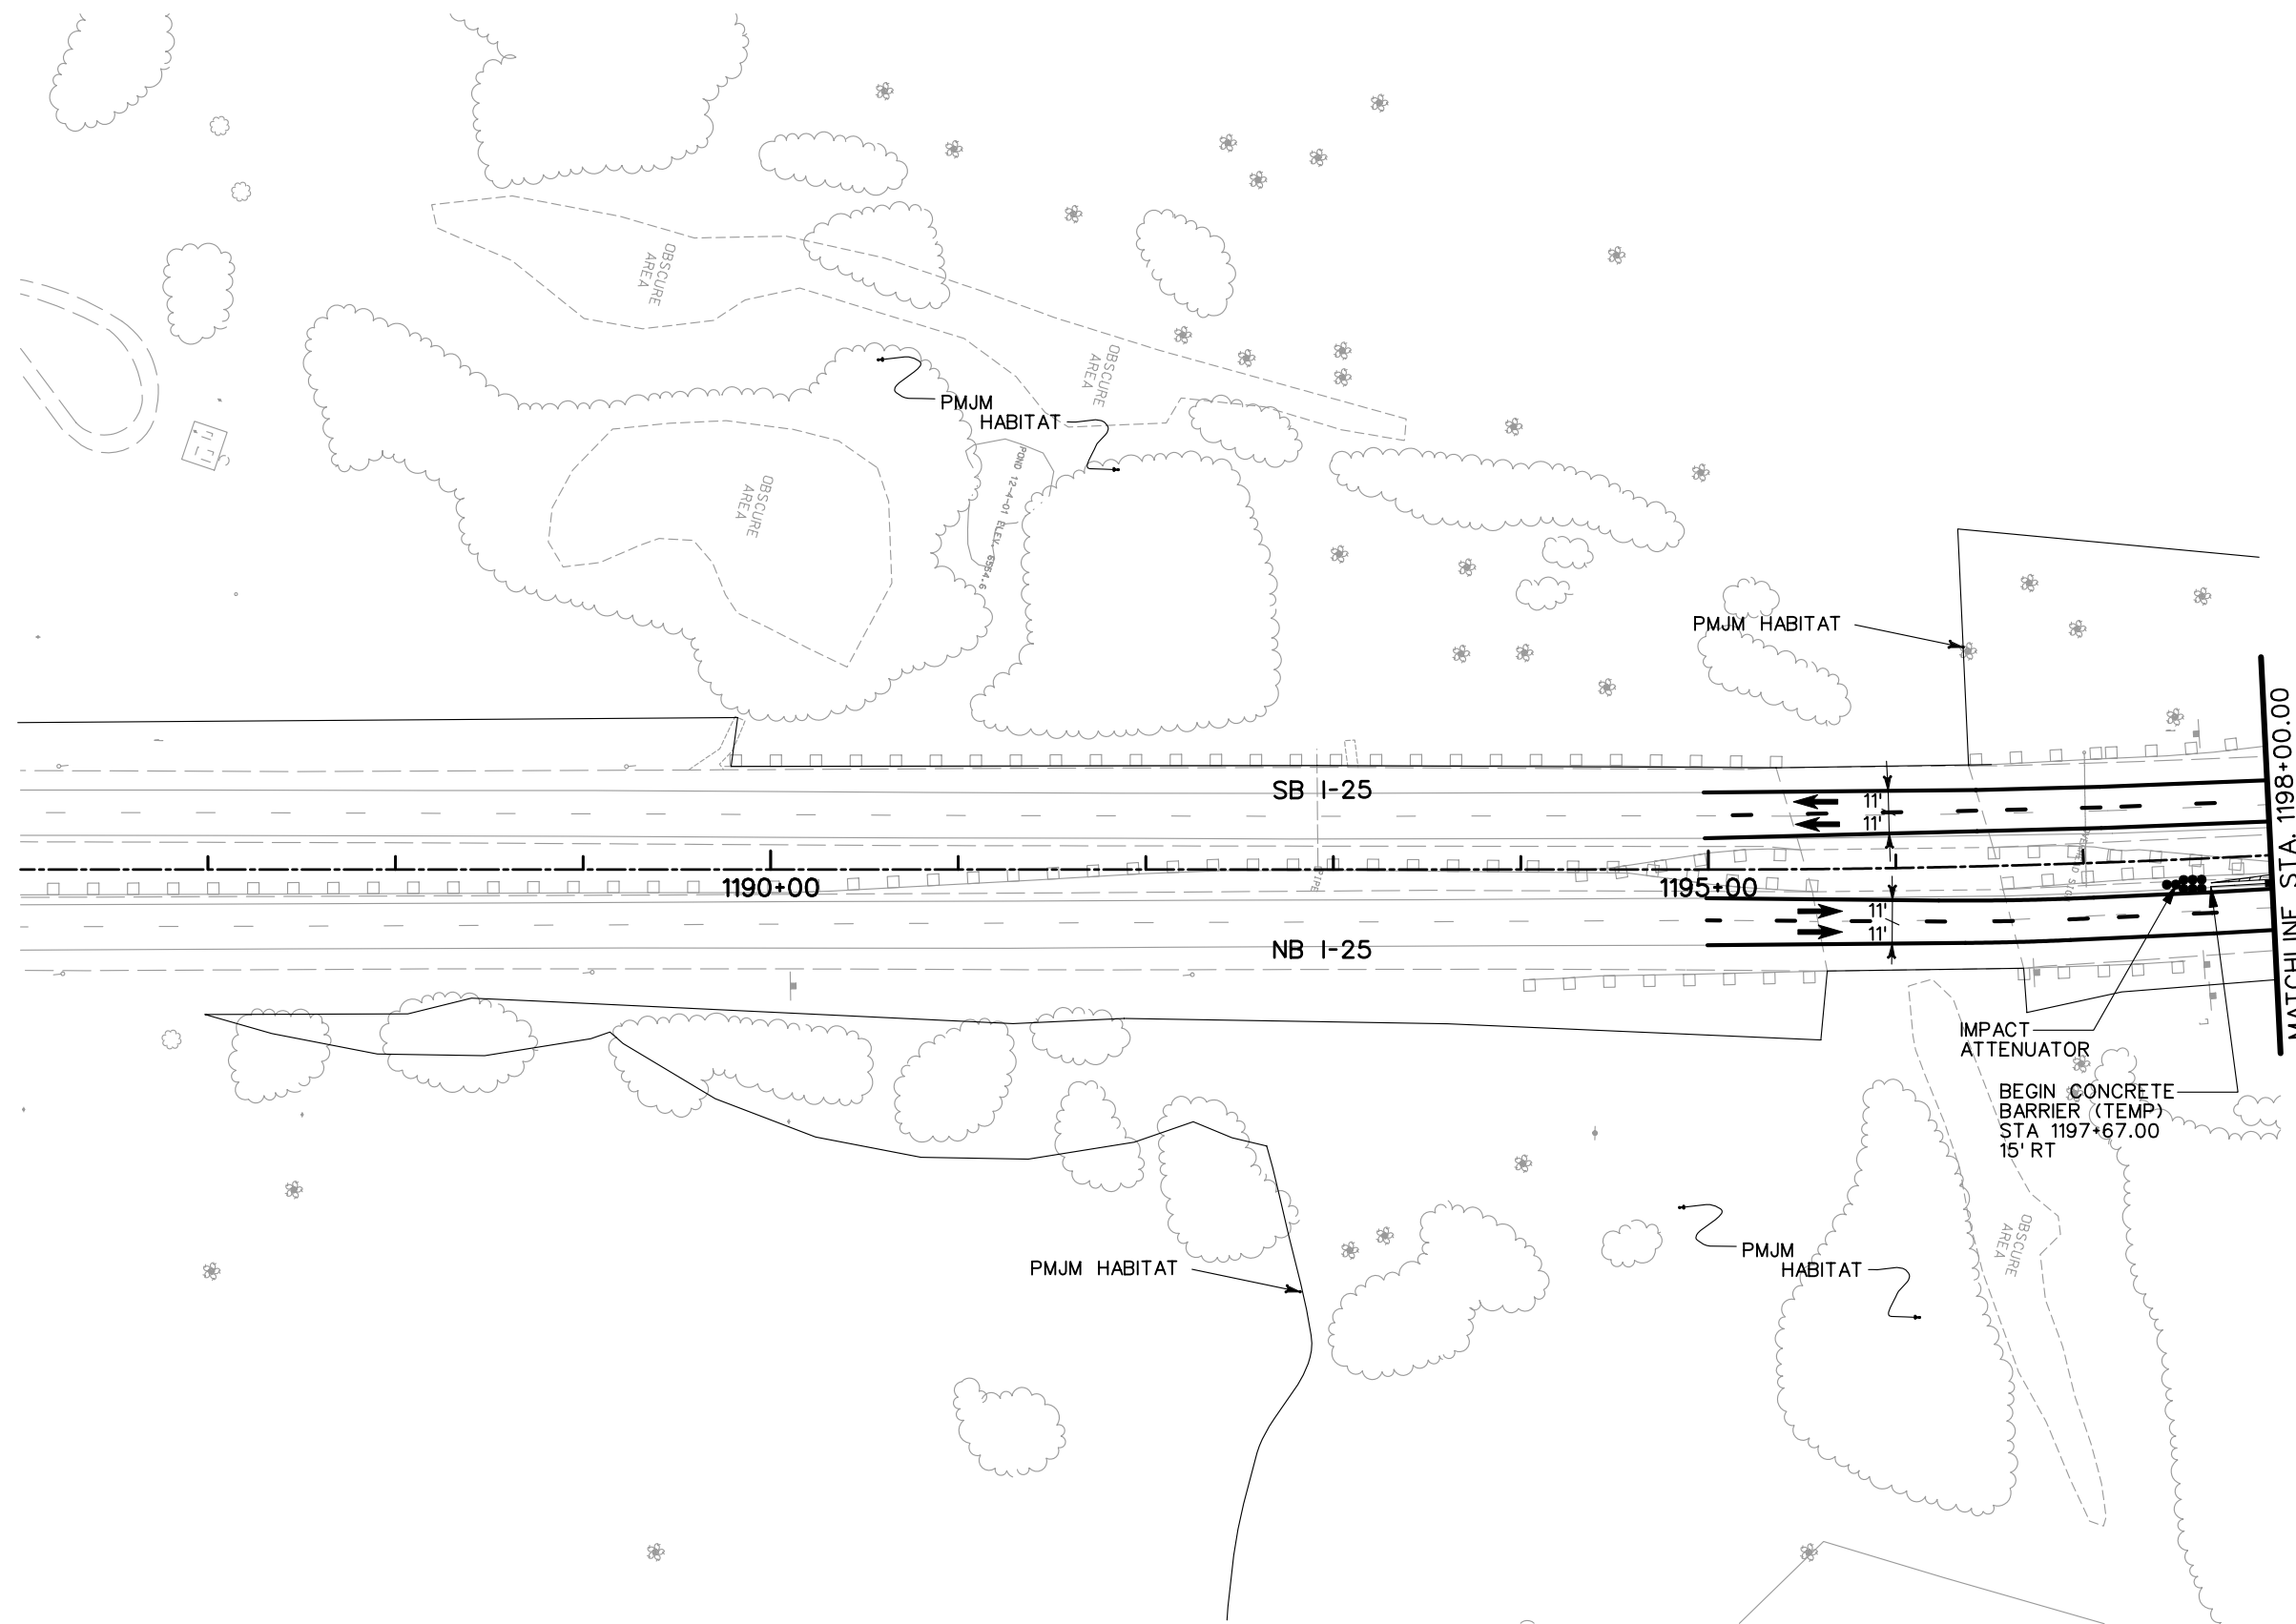 OBSCURE
AREA
OBSCURE
AREA
PMJM
HABITAT
OBSCURE
AREA
POND 12-4-01 ELEV. 6554.6
PMJM HABITAT
SB I-25
11'
11'
1190+00
PIPE
1195+00
11'
11'
NB I-25
MATCHLINE STA. 1198+00.00
IMPACT
ATTENUATOR
BEGIN CONCRETE
BARRIER (TEMP)
STA 1197+67.00
15' RT
OBSCURE
AREA
PMJM
HABITAT
PMJM HABITAT